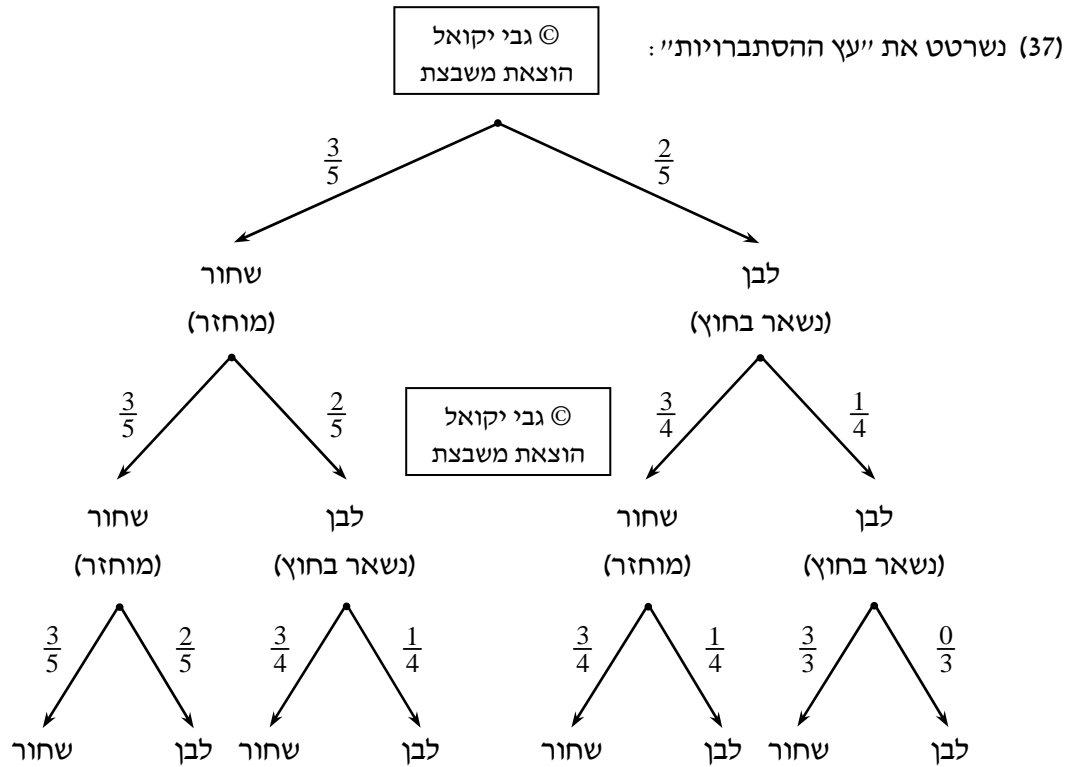 (37) נשרטט את ״עץ ההסתברויות״:
© גבי יקואל
הוצאת משבצת
3/5 2/5
שחור לבן
(מוחזר) (נשאר בחוץ)
© גבי יקואל
הוצאת משבצת
3/5 2/5 3/4 1/4
שחור לבן שחור לבן
(מוחזר) (נשאר בחוץ) (מוחזר) (נשאר בחוץ)
3/5 2/5 3/4 1/4 3/4 1/4 3/3 0/3
שחור לבן שחור לבן שחור לבן שחור לבן